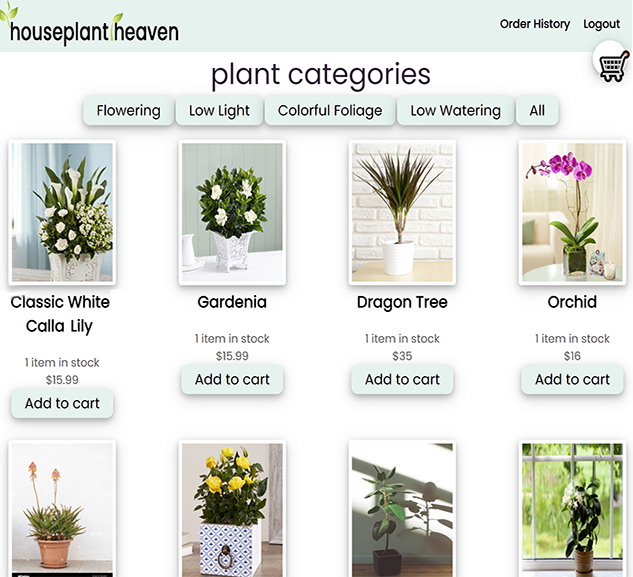 houseplant heaven
Order History Logout
plant categories
Flowering Low Light Colorful Foliage Low Watering All
Classic White
Calla Lily
1 item in stock
$15.99
Add to cart
Gardenia
1 item in stock
$15.99
Add to cart
Dragon Tree
1 item in stock
$35
Add to cart
Orchid
1 item in stock
$16
Add to cart